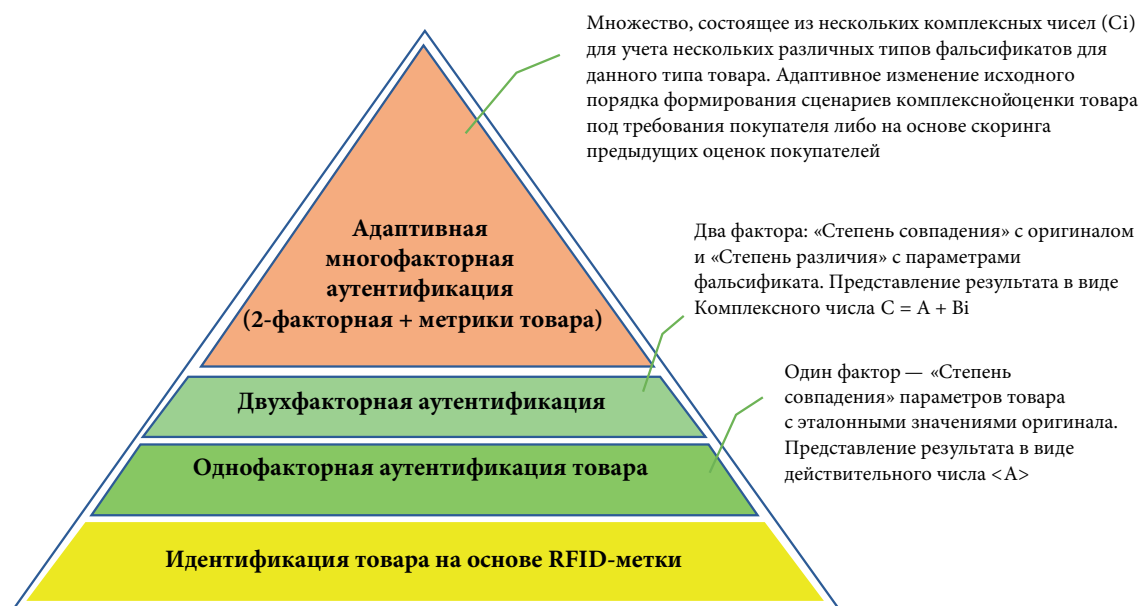 Множество, состоящее из нескольких комплексных чисел (Ci)
для учета нескольких различных типов фальсификатов для
данного типа товара. Адаптивное изменение исходного
порядка формирования сценариев комплекснойоценки товара
под требования покупателя либо на основе скоринга
предыдущих оценок покупателей
Адаптивная
многофакторная
аутентификация
(2-факторная + метрики товара)
Два фактора: «Степень совпадения» с оригиналом
и «Степень различия» с параметрами
фальсификата. Представление результата в виде
Комплексного числа C = A + Bi
Двухфакторная аутентификация
Один фактор — «Степень
совпадения» параметров товара
с эталонными значениями оригинала.
Представление результата в виде
действительного числа <A>
Однофакторная аутентификация товара
Идентификация товара на основе RFID-метки